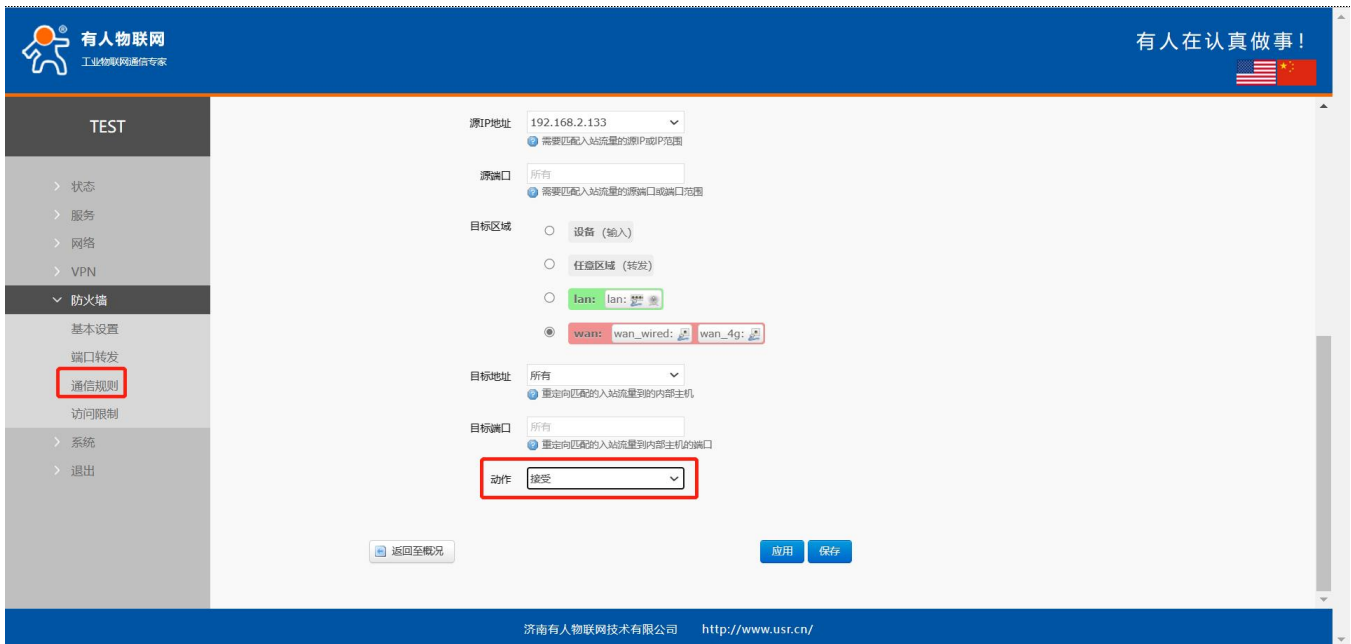 有人物联网
工业物联网通信专家
有人在认真做事!
TEST
状态
服务
网络
VPN
防火墙
基本设置
端口转发
通信规则
访问限制
系统
退出
源IP地址 192.168.2.133
需要匹配入站流量的源IP或IP范围
源端口 所有
需要匹配入站流量的源端口或端口范围
目标区域 设备 (输入)
任意区域 (转发)
lan: lan:
wan: wan_wired: wan_4g:
目标地址 所有
重定向匹配的入站流量到的内部主机
目标端口 所有
重定向匹配的入站流量到内部主机的端口
动作 接受
返回至概况 应用 保存
济南有人物联网技术有限公司 http://www.usr.cn/